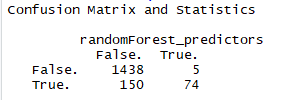 Confusion Matrix and Statistics
randomForest_predictors
False. True.
False. 1438 5
True. 150 74